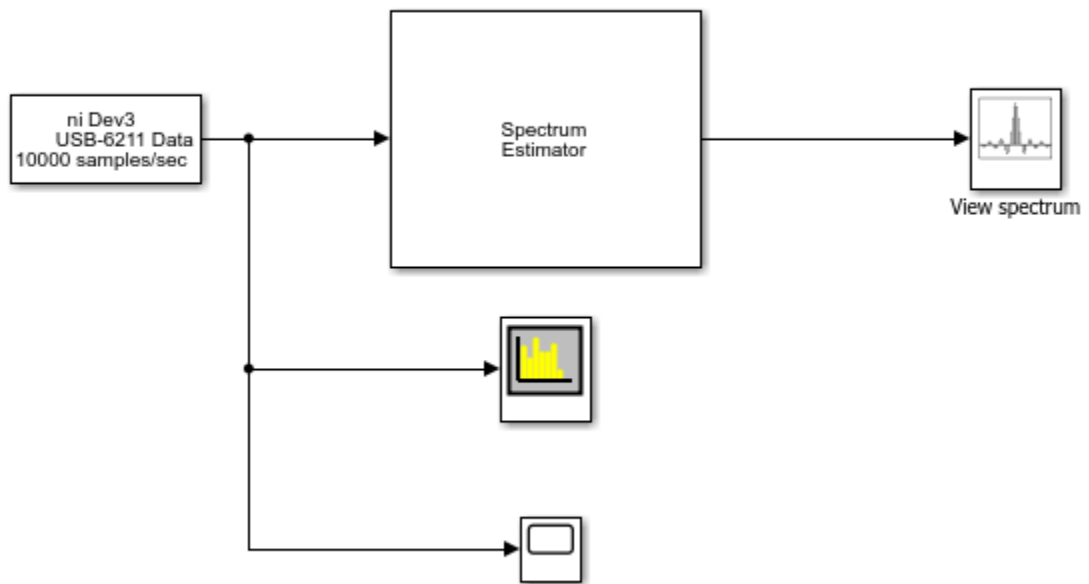 ni Dev3
USB-6211 Data
10000 samples/sec
Spectrum
Estimator
View spectrum